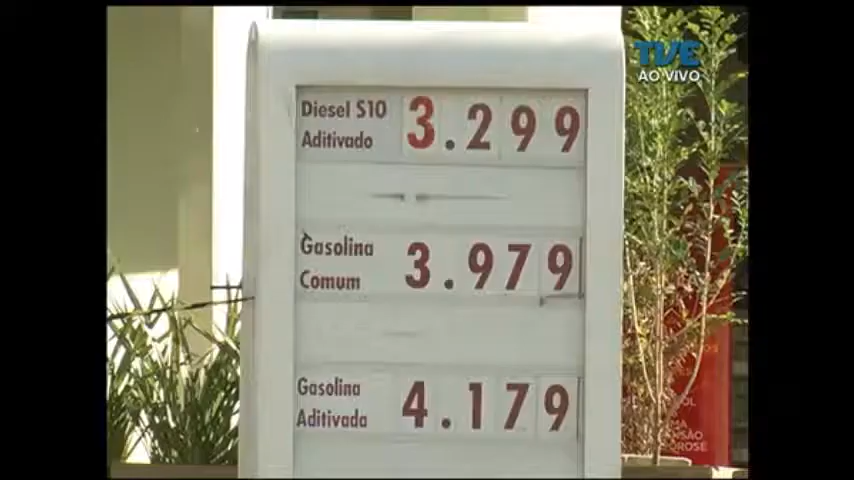 TVE
AO VIVO
Diesel S10
Aditivado
3.299
Gasolina
Comum
3.979
Gasolina
Aditivada
4.179